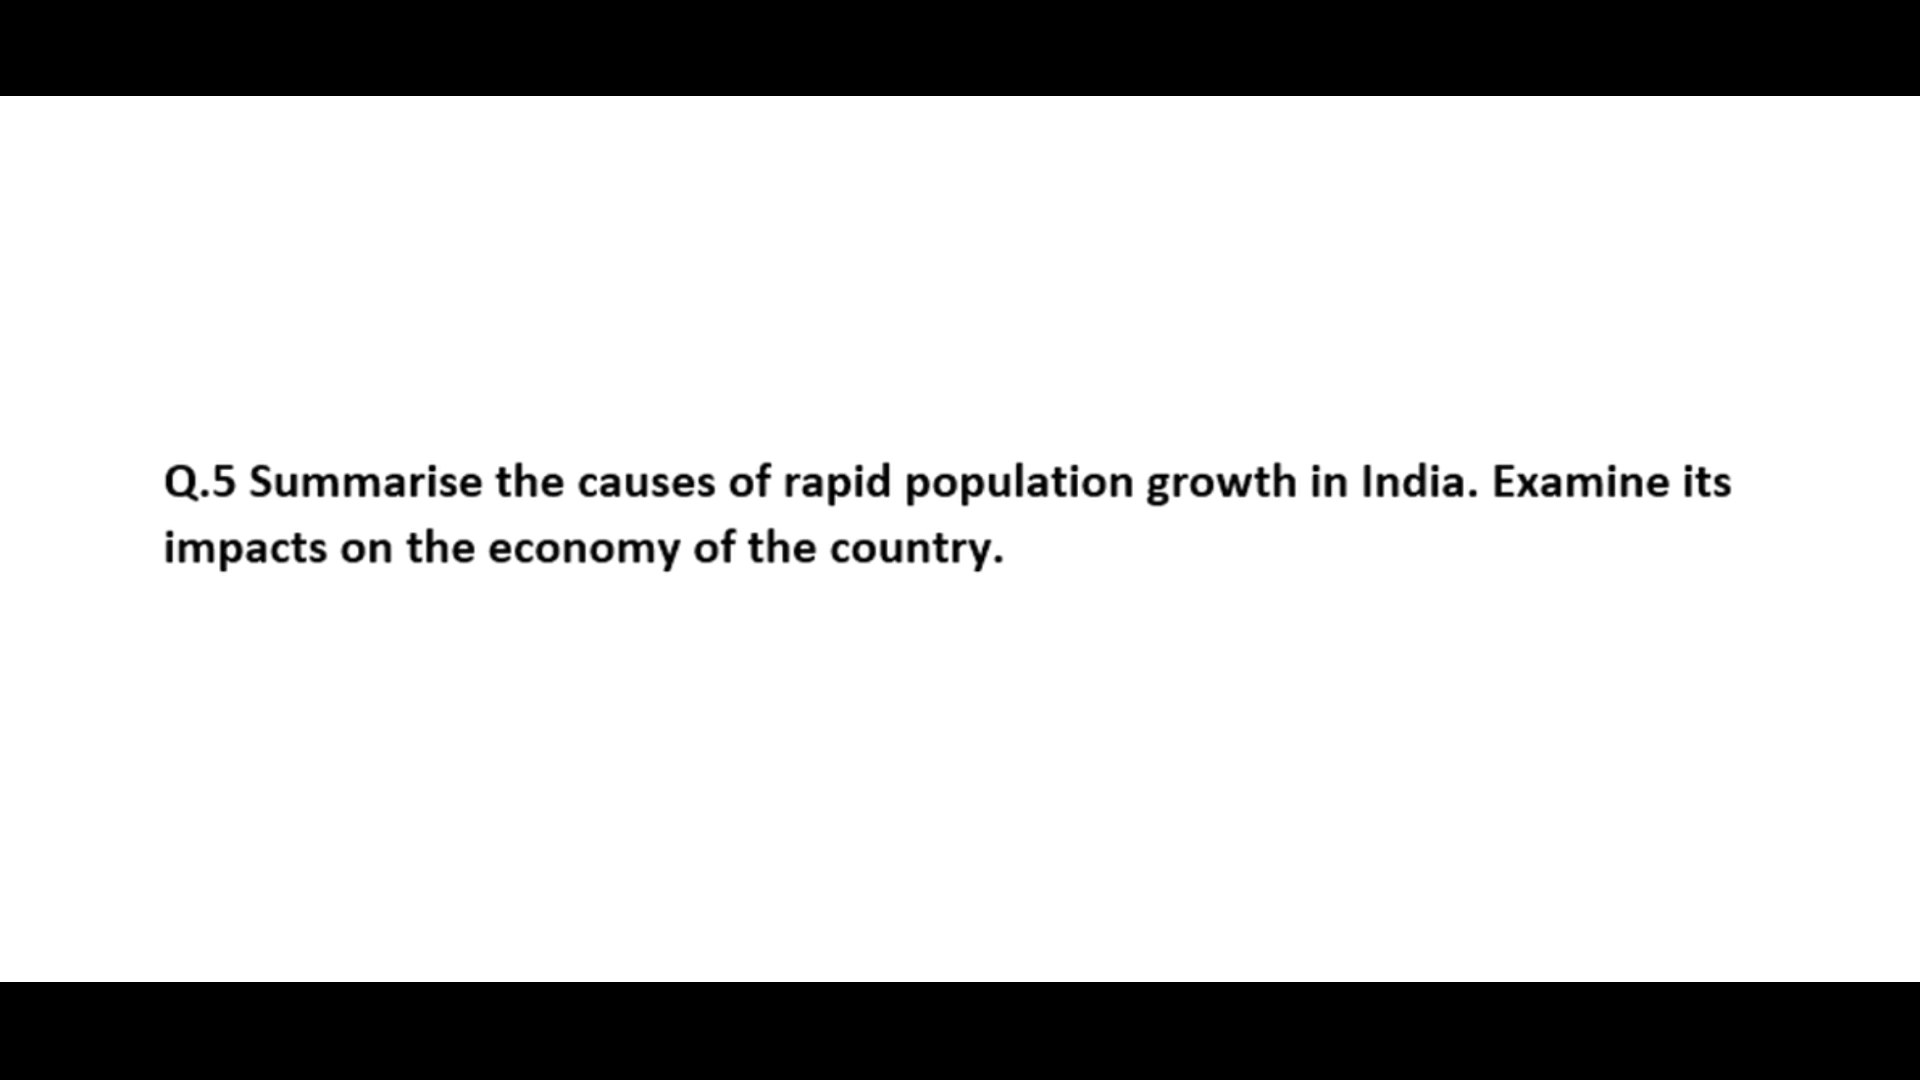 Q.5 Summarise the causes of rapid population growth in India. Examine its
impacts on the economy of the country.